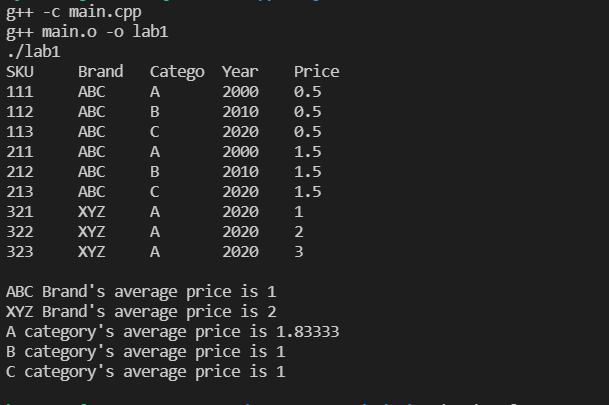 g++ -c main.cpp
g++ main.o -o lab1
./lab1
SKU Brand Catego Year Price
111 ABC A 2000 0.5
112 ABC B 2010 0.5
113 ABC C 2020 0.5
211 ABC A 2000 1.5
212 ABC B 2010 1.5
213 ABC C 2020 1.5
321 XYZ A 2020 1
322 XYZ A 2020 2
323 XYZ A 2020 3
ABC Brand's average price is 1
XYZ Brand's average price is 2
A category's average price is 1.83333
B category's average price is 1
C category's average price is 1